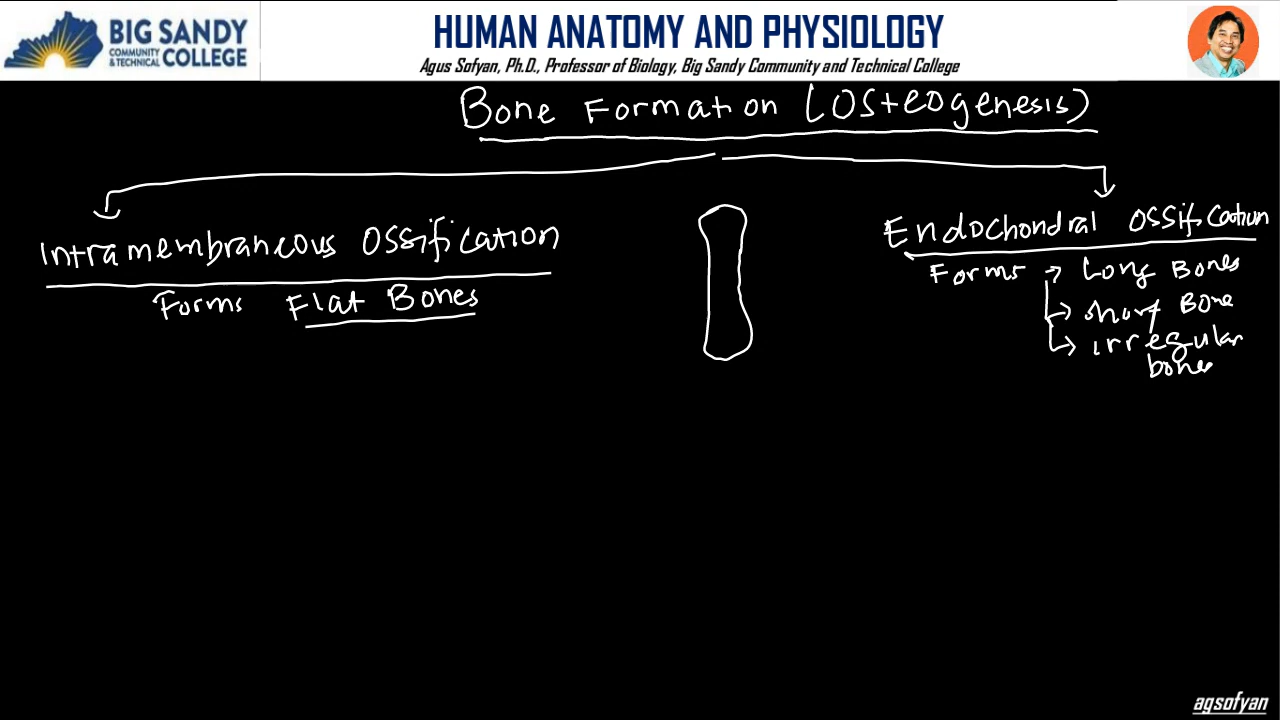 BIG SANDY
COMMUNITY
& TECHNICAL COLLEGE
HUMAN ANATOMY AND PHYSIOLOGY
Agus Sofyan, Ph.D., Professor of Biology, Big Sandy Community and Technical College
Bone Formation (Osteogenesis)
Intramembraneous Ossification
Forms Flat Bones
Endochondral Ossification
Forms → Long Bones
→ Short Bone
→ irregular
bones
agsofyan